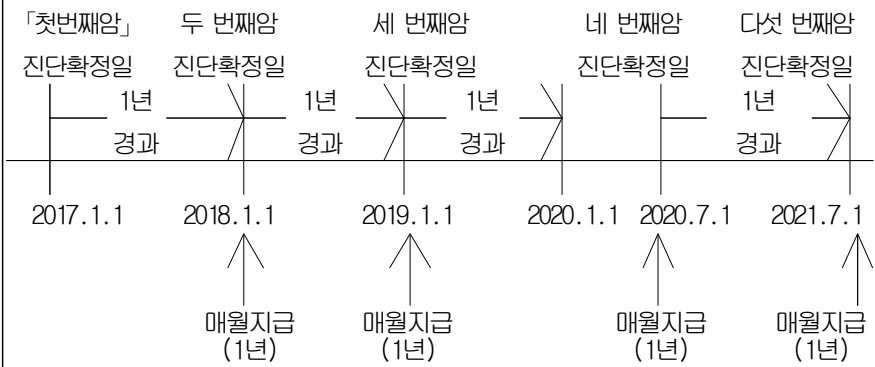 「첫번째암」 두 번째암 세 번째암 네 번째암 다섯 번째암
진단확정일 진단확정일 진단확정일 진단확정일 진단확정일
1년 1년 1년 1년
경과 경과 경과 경과
2017.1.1 2018.1.1 2019.1.1 2020.1.1 2020.7.1 2021.7.1
매월지급 매월지급 매월지급 매월지급
(1년) (1년) (1년) (1년)